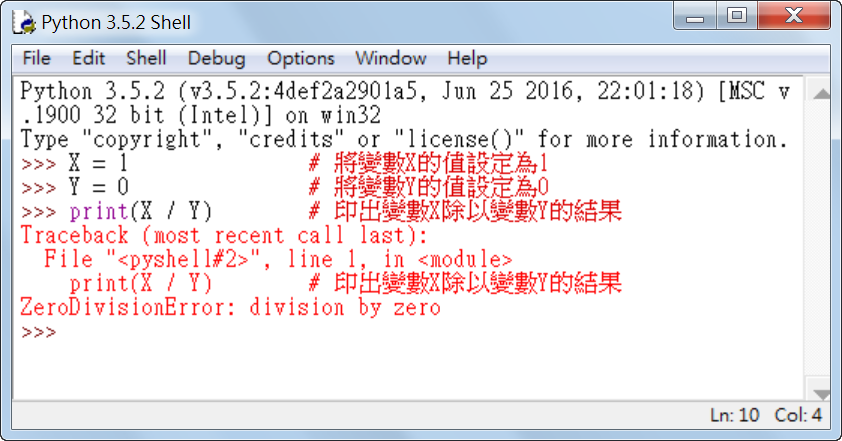 Python 3.5.2 Shell
File Edit Shell Debug Options Window Help
Python 3.5.2 (v3.5.2:4def2a2901a5, Jun 25 2016, 22:01:18) [MSC v
.1900 32 bit (Intel)] on win32
Type "copyright", "credits" or "license()" for more information.
>>> X = 1 # 將變數X的值設定為1
>>> Y = 0 # 將變數Y的值設定為0
>>> print(X / Y) # 印出變數X除以變數Y的結果
Traceback (most recent call last):
File "<pyshell#2>", line 1, in <module>
print(X / Y) # 印出變數X除以變數Y的結果
ZeroDivisionError: division by zero
>>>
Ln: 10 Col: 4